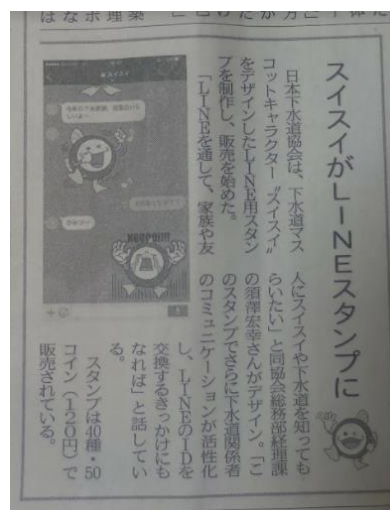 スイスイがLINEスタンプに
日本下水道協会は、下水道マス
コットキャラクター〝スイスイ〟
をデザインしたLINE用スタン
プを制作し、販売を始めた。
「LINEを通して、家族や友
人にスイスイや下水道を知っても
らいたい」と同協会総務部経理課
の須澤宏幸さんがデザイン。「こ
のスタンプでさらに下水道関係者
のコミュニケーションが活性化
し、LINEのIDを
交換するきっかけにも
なれば」と話してい
る。
スタンプは40種・50
コイン(120円)で
販売されている。